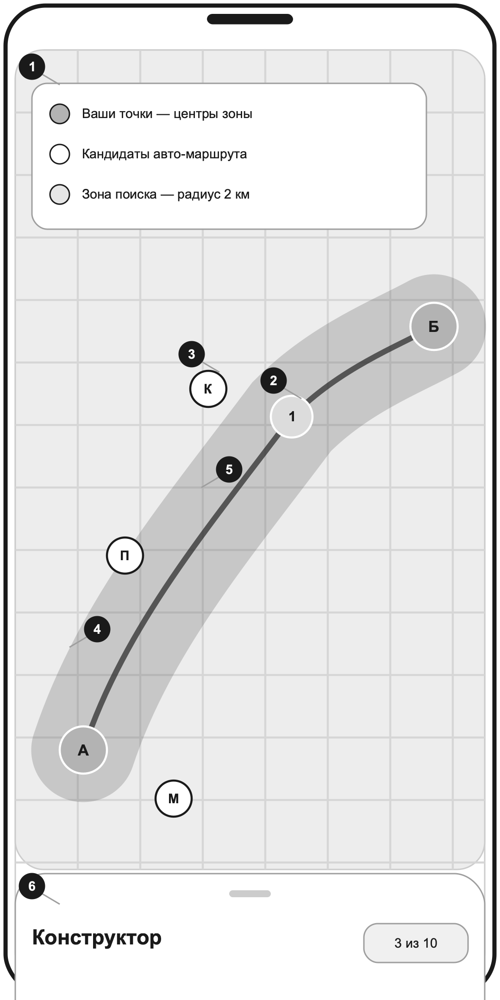 1
Ваши точки — центры зоны
Кандидаты авто-маршрута
Зона поиска — радиус 2 км
Б
3
К
2
1
5
П
4
А
М
6
Конструктор
3 из 10